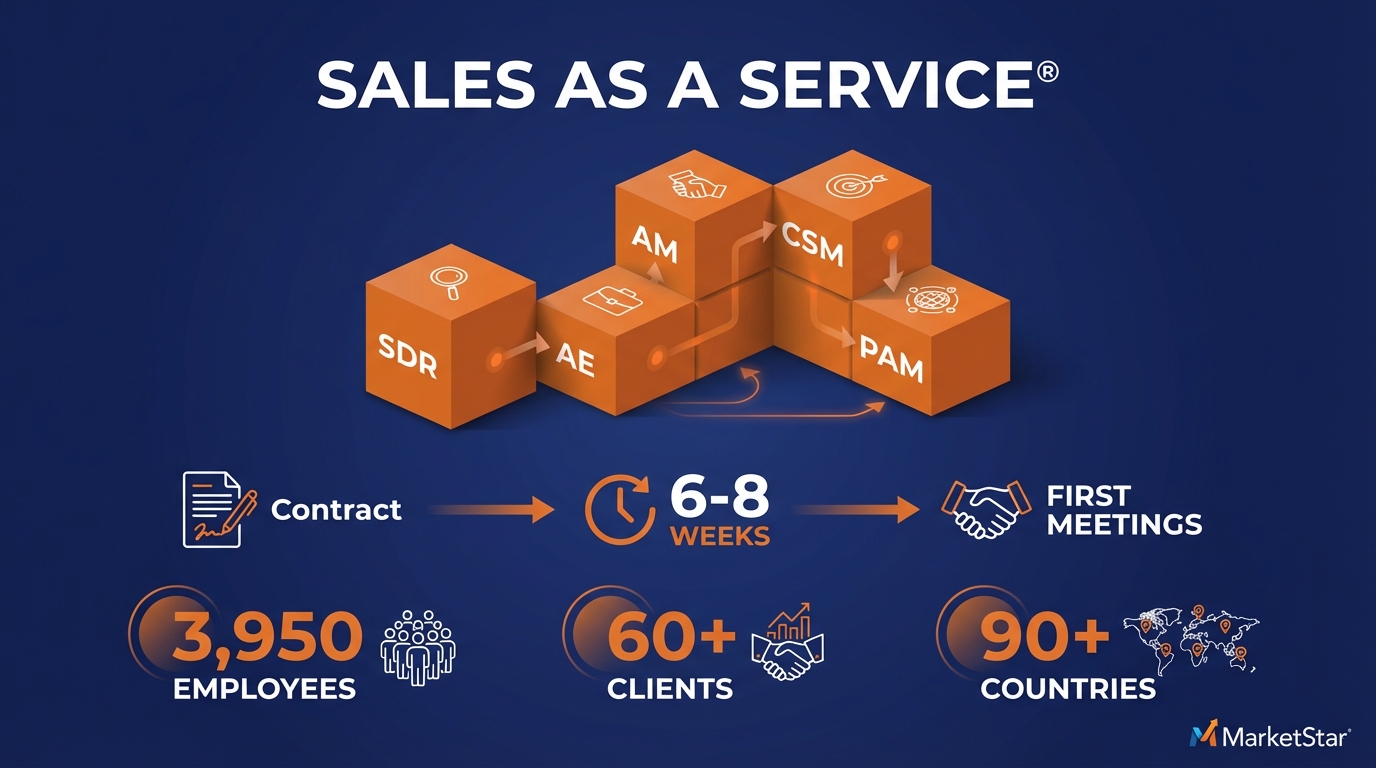 SALES AS A SERVICE®
AM
CSM
SDR
AE
PAM
Contract
6-8
WEEKS
FIRST
MEETINGS
3,950
EMPLOYEES
60+
CLIENTS
90+
COUNTRIES
MarketStar